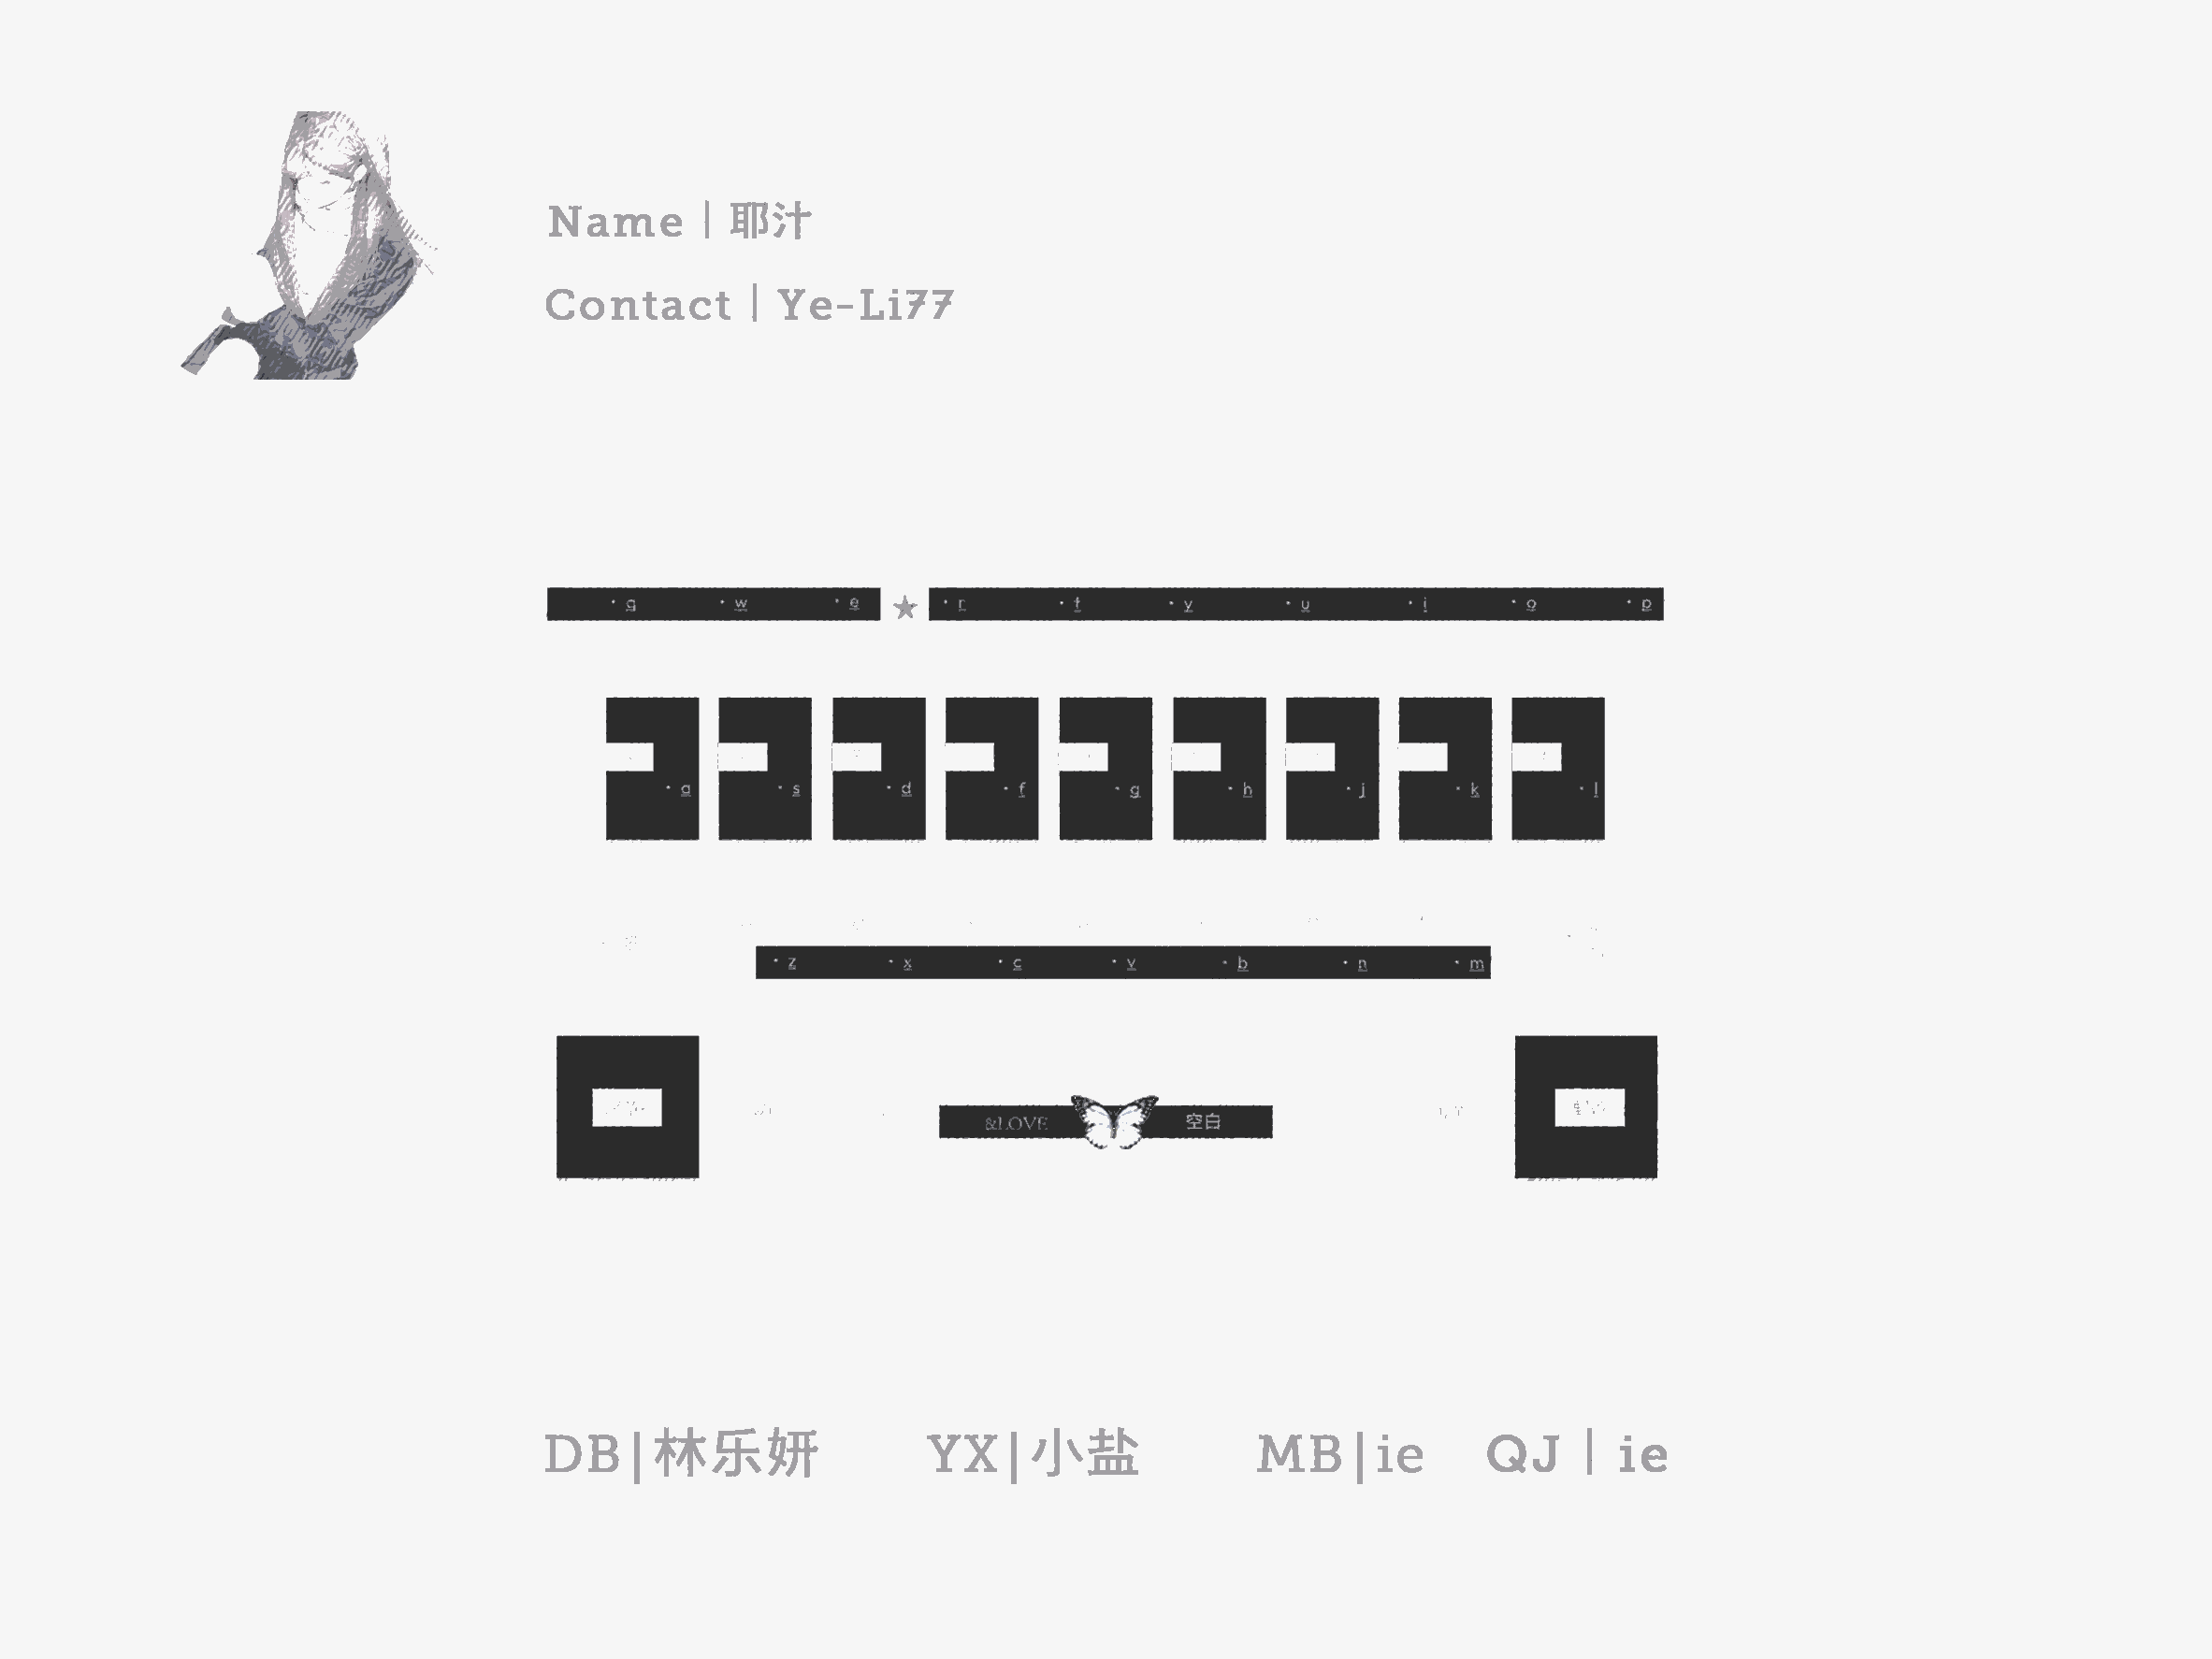 Name | 耶汁
Contact | Ye-Li77
· q · w · e ★ · r · t · y · u · i · o · p
· a · s · d · f · g · h · j · k · l
· z · x · c · v · b · n · m
&LOVE 空白
DB|林乐妍 YX|小盐 MB|ie QJ | ie